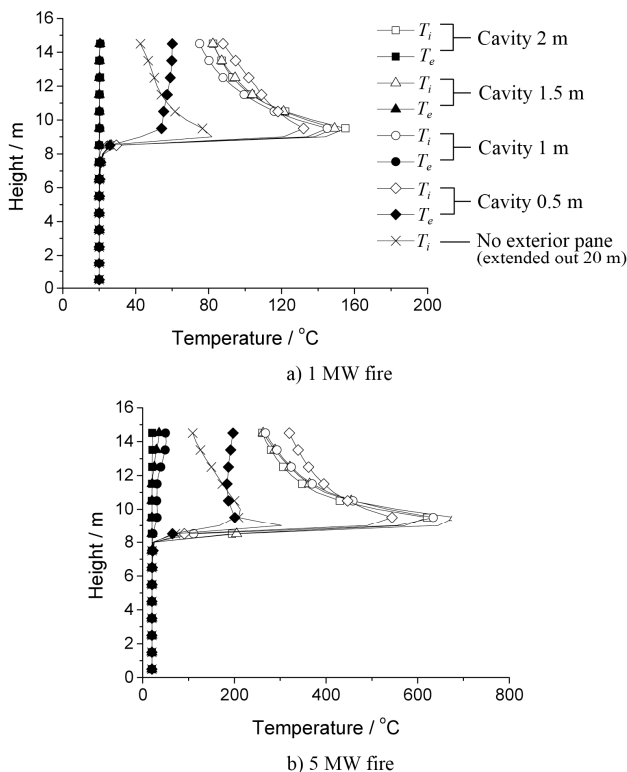 16
14
12
10
8
6
4
2
0
Height / m
0 40 80 120 160 200
Temperature / °C
Ti
Te
Cavity 2 m
Ti
Te
Cavity 1.5 m
Ti
Te
Cavity 1 m
Ti
Te
Cavity 0.5 m
Ti No exterior pane
(extended out 20 m)
a) 1 MW fire
16
14
12
10
8
6
4
2
0
Height / m
0 200 400 600 800
Temperature / °C
b) 5 MW fire